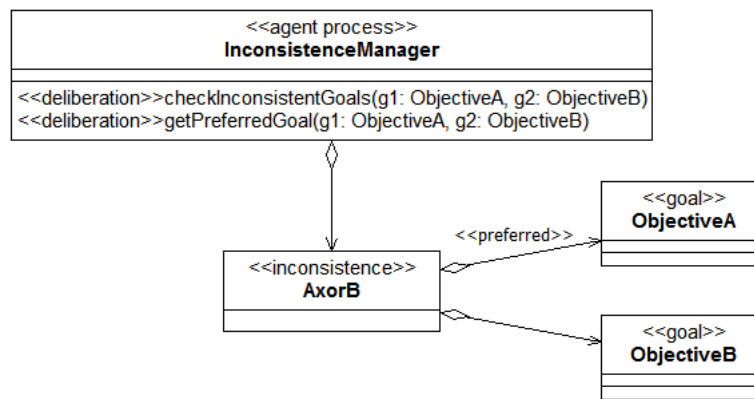 <<agent process>>
InconsistenceManager
<<deliberation>>checkInconsistentGoals(g1: ObjectiveA, g2: ObjectiveB)
<<deliberation>>getPreferredGoal(g1: ObjectiveA, g2: ObjectiveB)
<<goal>>
ObjectiveA
<<preferred>>
<<inconsistence>>
AxorB
<<goal>>
ObjectiveB